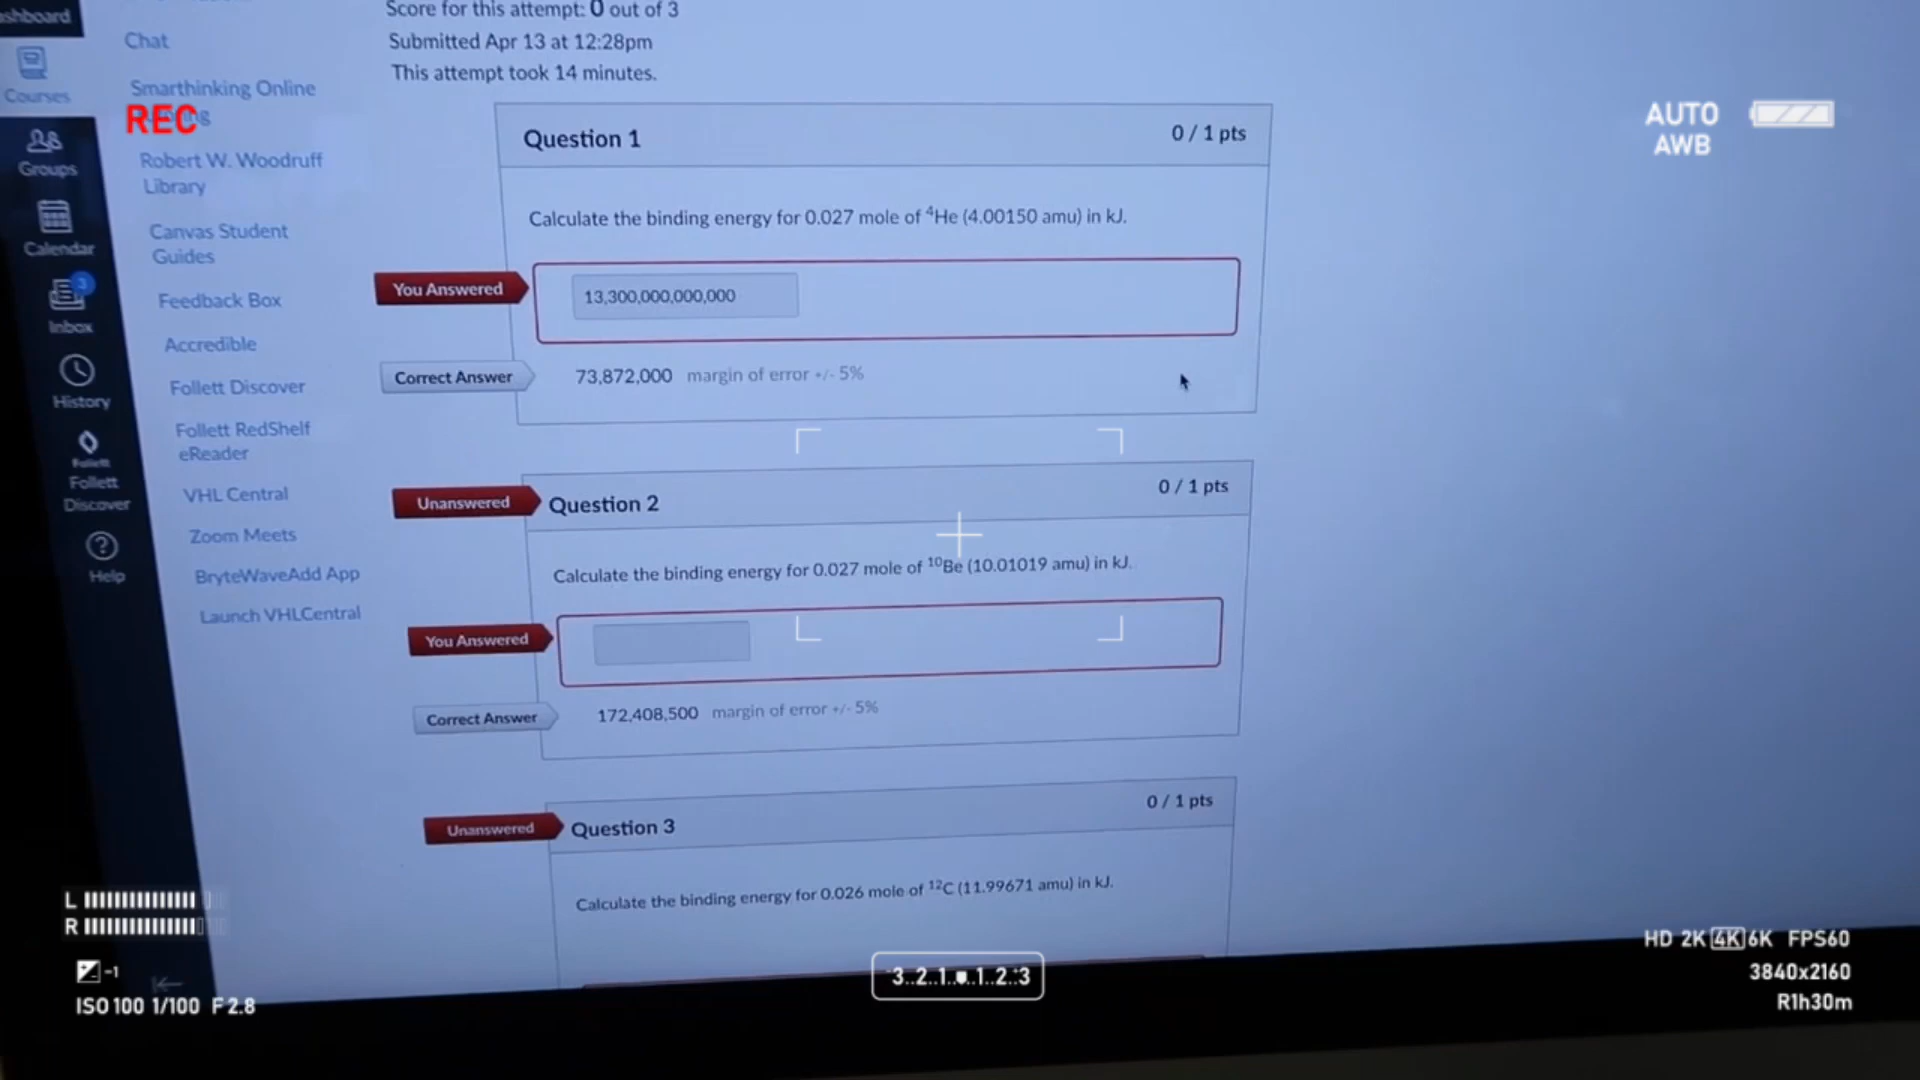 shboard
Courses
Groups
Calendar
3
Inbox
History
Follett
Follett
Discover
Help
Chat
Smarthinking Online
Robert W. Woodruff
Library
Canvas Student
Guides
Feedback Box
Accredible
Follett Discover
Follett RedShelf
eReader
VHL Central
Zoom Meets
BryteWaveAdd App
Launch VHLCentral
REC
AUTO
AWB
Score for this attempt: 0 out of 3
Submitted Apr 13 at 12:28pm
This attempt took 14 minutes.
Question 1
0 / 1 pts
Calculate the binding energy for 0.027 mole of ⁴He (4.00150 amu) in kJ.
You Answered
13,300,000,000,000
Correct Answer
73,872,000 margin of error +/- 5%
Unanswered
Question 2
0 / 1 pts
Calculate the binding energy for 0.027 mole of ¹⁰Be (10.01019 amu) in kJ.
You Answered
Correct Answer
172,408,500 margin of error +/- 5%
Unanswered
Question 3
0 / 1 pts
Calculate the binding energy for 0.026 mole of ¹²C (11.99671 amu) in kJ.
L
R
-1
ISO 100 1/100 F 2.8
3..2..1..■..1..2..3
HD 2K 4K 6K FPS60
3840x2160
R1h30m